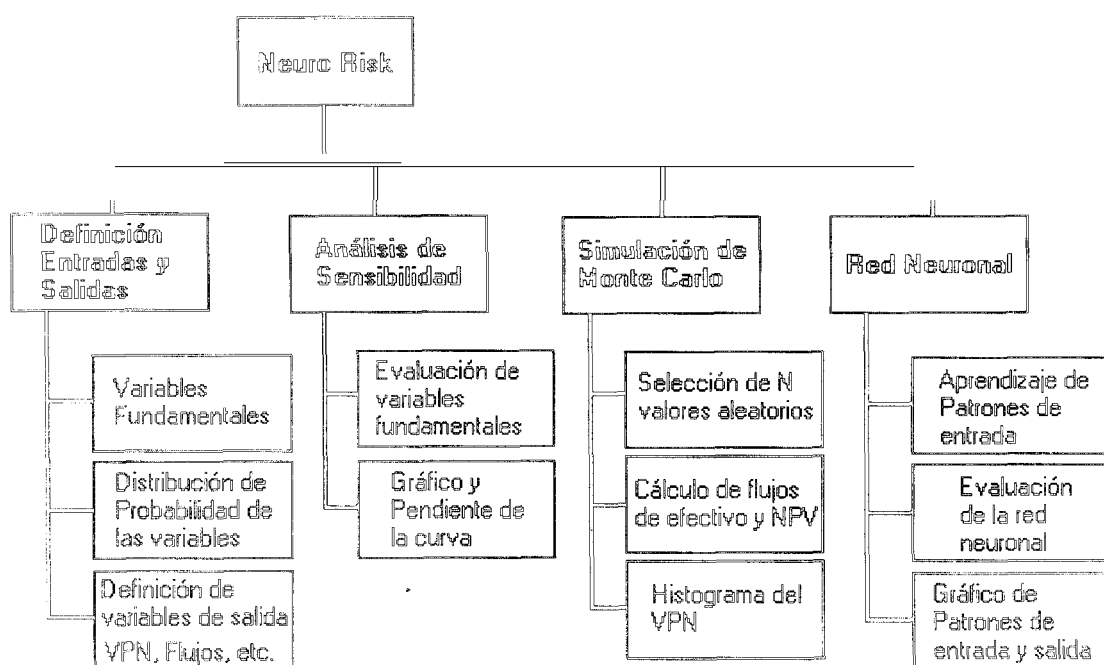 Neuro Risk
Definición
Entradas y
Salidas
Variables
Fundamentales
Distribución de
Probabilidad de
las variables
Definición de
variables de salida
VPN, Flujos, etc.
Análisis de
Sensibilidad
Evaluación de
variables
fundamentales
Gráfico y
Pendiente de
la curva
Simulación de
Monte Carlo
Selección de N
valores aleatorios
Cálculo de flujos
de efectivo y NPV
Histograma del
VPN
Red Neuronal
Aprendizaje de
Patrones de
entrada
Evaluación
de la red
neuronal
Gráfico de
Patrones de
entrada y salida